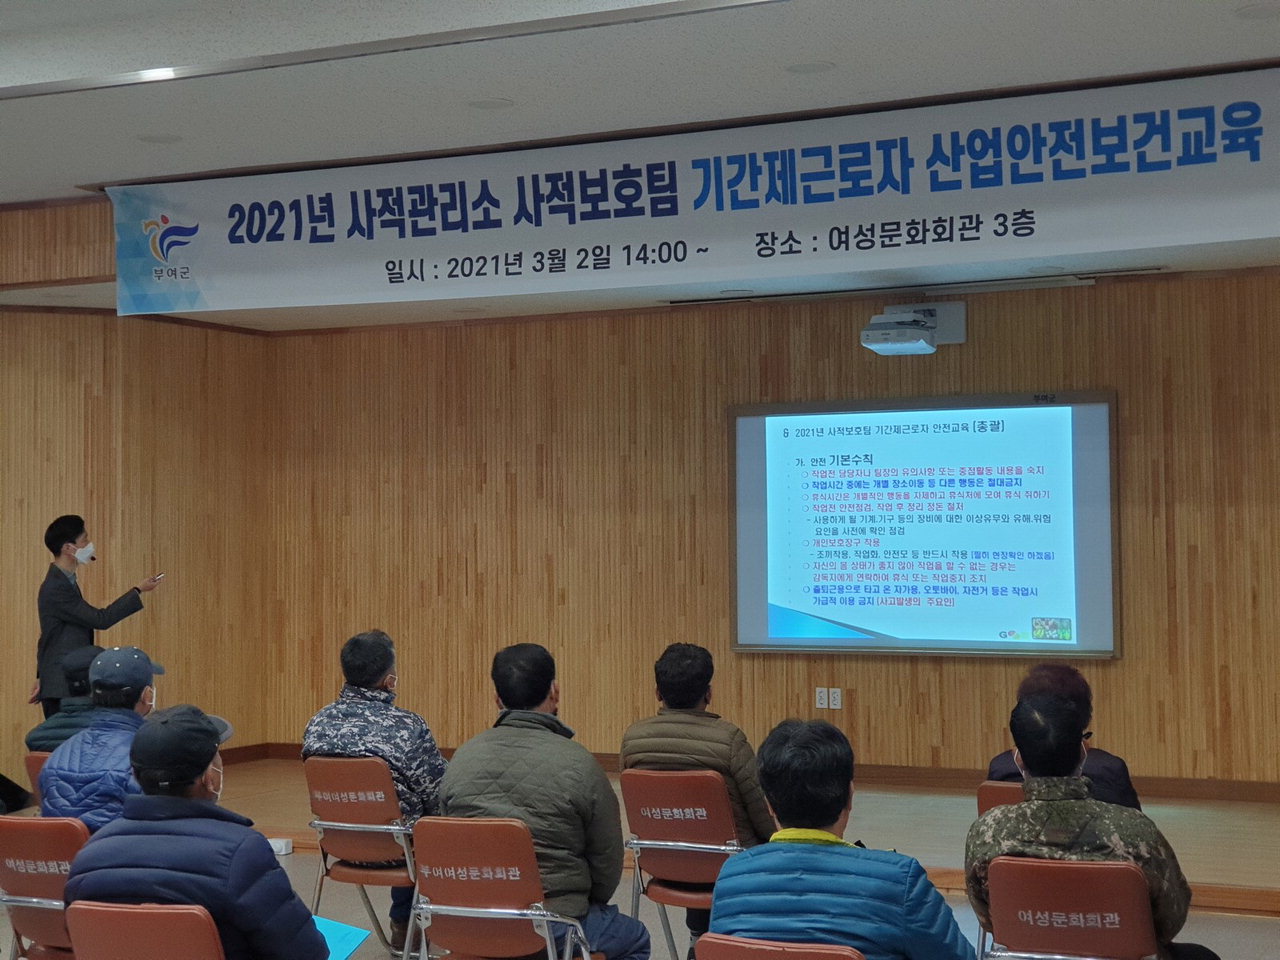 2021년 사적관리소 사적보호팀 기간제근로자 산업안전보건교육
일시 : 2021년 3월 2일 14:00 ~ 장소 : 여성문화회관 3층
부여군
부여군
§ 2021년 사적보호팀 기간제근로자 안전교육 [총괄]
가. 안전 기본수칙
❍ 작업전 담당자나 팀장의 유의사항 또는 중점활동 내용을 숙지
❍ 작업시간 중에는 개별 장소이동 등 다른 행동은 절대금지
❍ 휴식시간은 개별적인 행동을 자제하고 휴식처에 모여 휴식 취하기
❍ 작업전 안전점검, 작업 후 정리 정돈 철저
- 사용하게 될 기계.기구 등의 장비에 대한 이상유무와 유해.위험
요인을 사전에 확인 점검
❍ 개인보호장구 착용
- 조끼착용, 작업화, 안전모 등 반드시 착용 [필히 현장확인 하겠음]
❍ 자신의 몸 상태가 좋지 않아 작업을 할 수 없는 경우는
감독자에게 연락하여 휴식 또는 작업중지 조치
❍ 출퇴근용으로 타고 온 자가용, 오토바이, 자전거 등은 작업시
가급적 이용 금지 [사고발생의 주요인]
부여여성문화회관
여성문화회관
여성문화회관
부여여성문화회관
여성문화회관